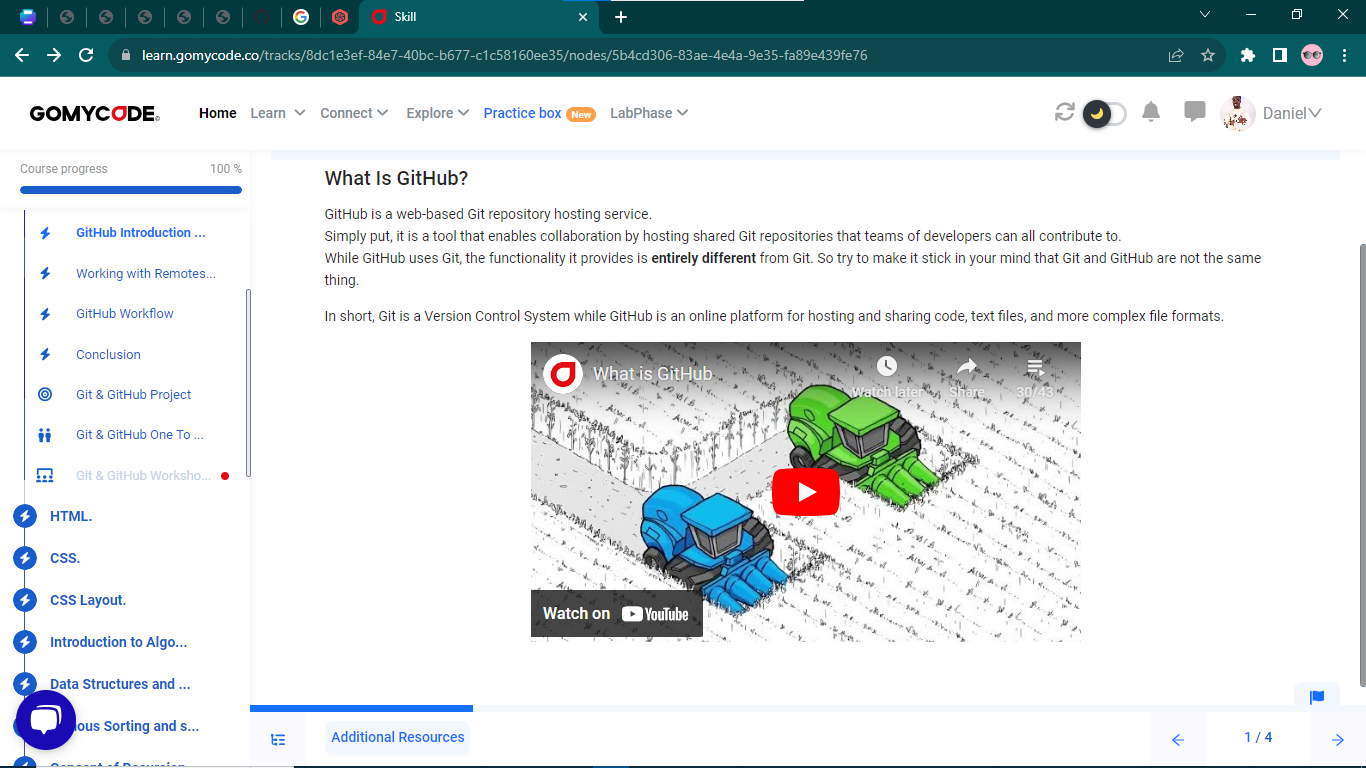 Skill
learn.gomycode.co/tracks/8dc1e3ef-84e7-40bc-b677-c1c58160ee35/nodes/5b4cd306-83ae-4e4a-9e35-fa89e439fe76
GOMYCODE
Home Learn Connect Explore Practice box New LabPhase Daniel
Course progress 100 %
GitHub Introduction ...
Working with Remotes...
GitHub Workflow
Conclusion
Git & GitHub Project
Git & GitHub One To ...
Git & GitHub Worksho...
HTML.
CSS.
CSS Layout.
Introduction to Algo...
Data Structures and ...
ious Sorting and s...
Concept of Recursion
What Is GitHub?
GitHub is a web-based Git repository hosting service.
Simply put, it is a tool that enables collaboration by hosting shared Git repositories that teams of developers can all contribute to.
While GitHub uses Git, the functionality it provides is entirely different from Git. So try to make it stick in your mind that Git and GitHub are not the same
thing.
In short, Git is a Version Control System while GitHub is an online platform for hosting and sharing code, text files, and more complex file formats.
What is GitHub
Watch later Share 30/43
Watch on YouTube
Additional Resources
1 / 4